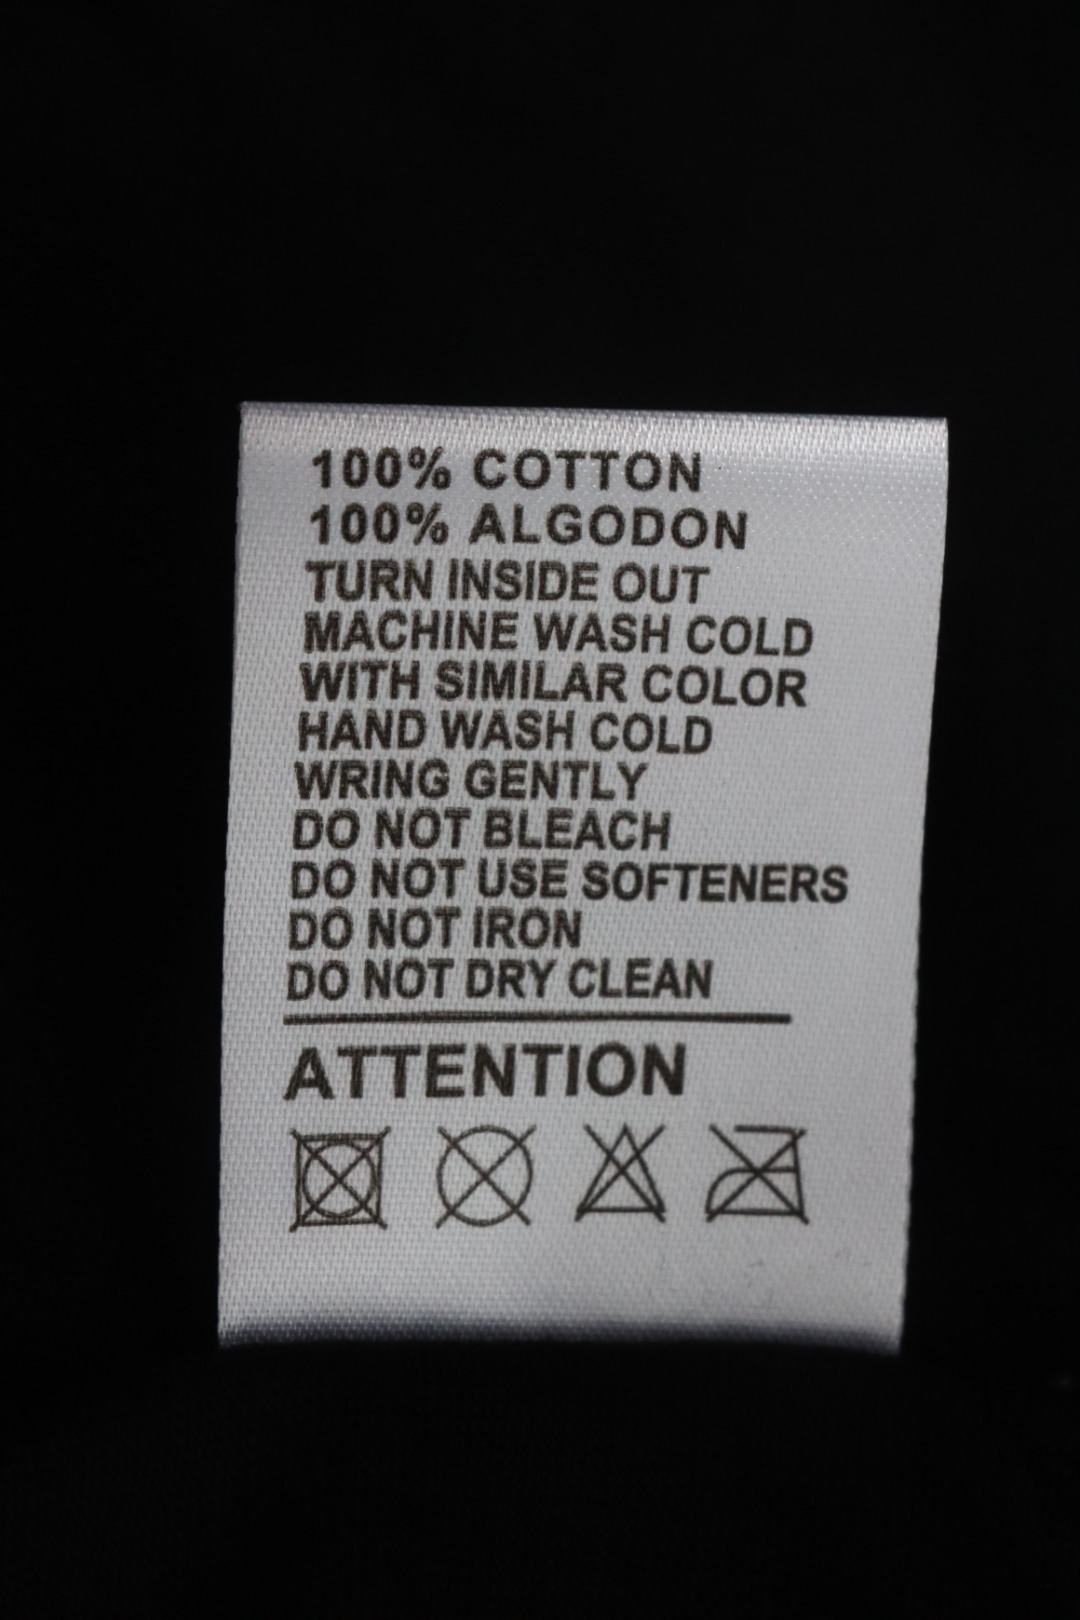 100% COTTON
100% ALGODON
TURN INSIDE OUT
MACHINE WASH COLD
WITH SIMILAR COLOR
HAND WASH COLD
WRING GENTLY
DO NOT BLEACH
DO NOT USE SOFTENERS
DO NOT IRON
DO NOT DRY CLEAN
ATTENTION